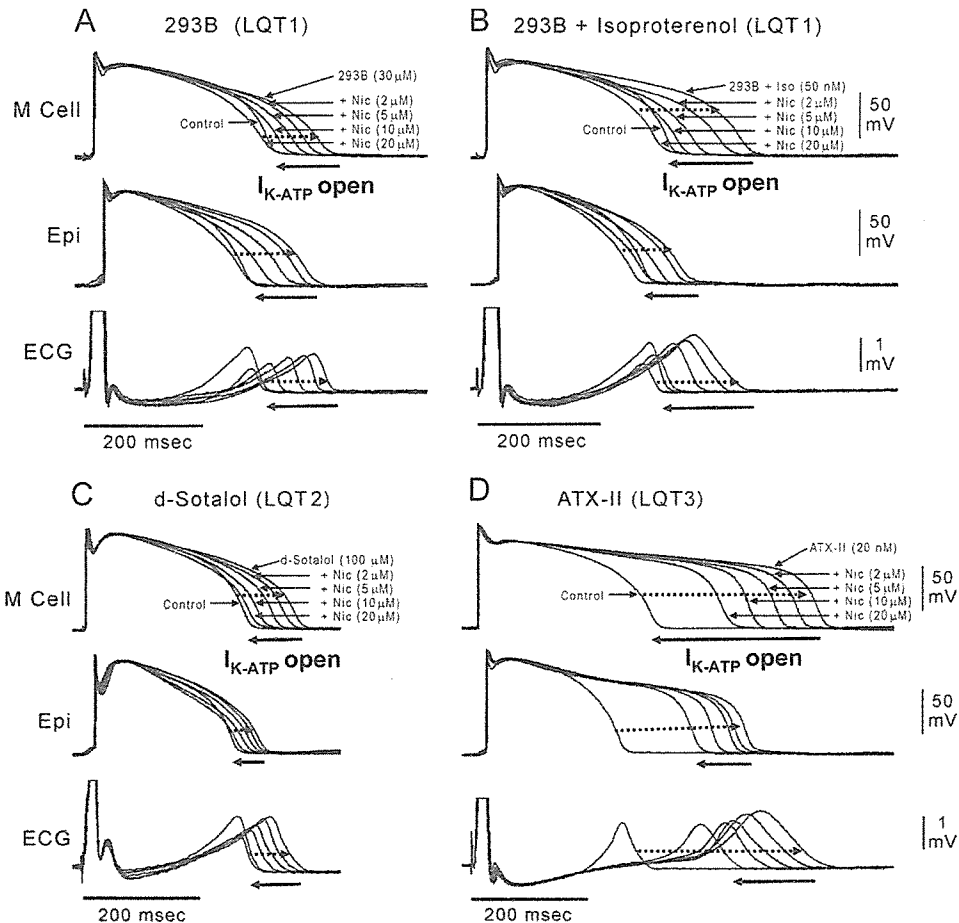 A
293B (LQT1)
M Cell
293B (30μM)
+ Nic (2μM)
+ Nic (5μM)
+ Nic (10μM)
+ Nic (20μM)
Control
I_K-ATP open
Epi
ECG
200 msec
B
293B + Isoproterenol (LQT1)
293B + Iso (50 nM)
+ Nic (2μM)
+ Nic (5μM)
+ Nic (10μM)
+ Nic (20μM)
Control
50
mV
I_K-ATP open
50
mV
1
mV
200 msec
C
d-Sotalol (LQT2)
M Cell
d-Sotalol (100 μM)
+ Nic (2μM)
+ Nic (5μM)
+ Nic (10μM)
+ Nic (20μM)
Control
I_K-ATP open
Epi
ECG
200 msec
D
ATX-II (LQT3)
ATX-II (20 nM)
+ Nic (2μM)
+ Nic (5μM)
+ Nic (10μM)
+ Nic (20μM)
Control
50
mV
I_K-ATP open
50
mV
1
mV
200 msec